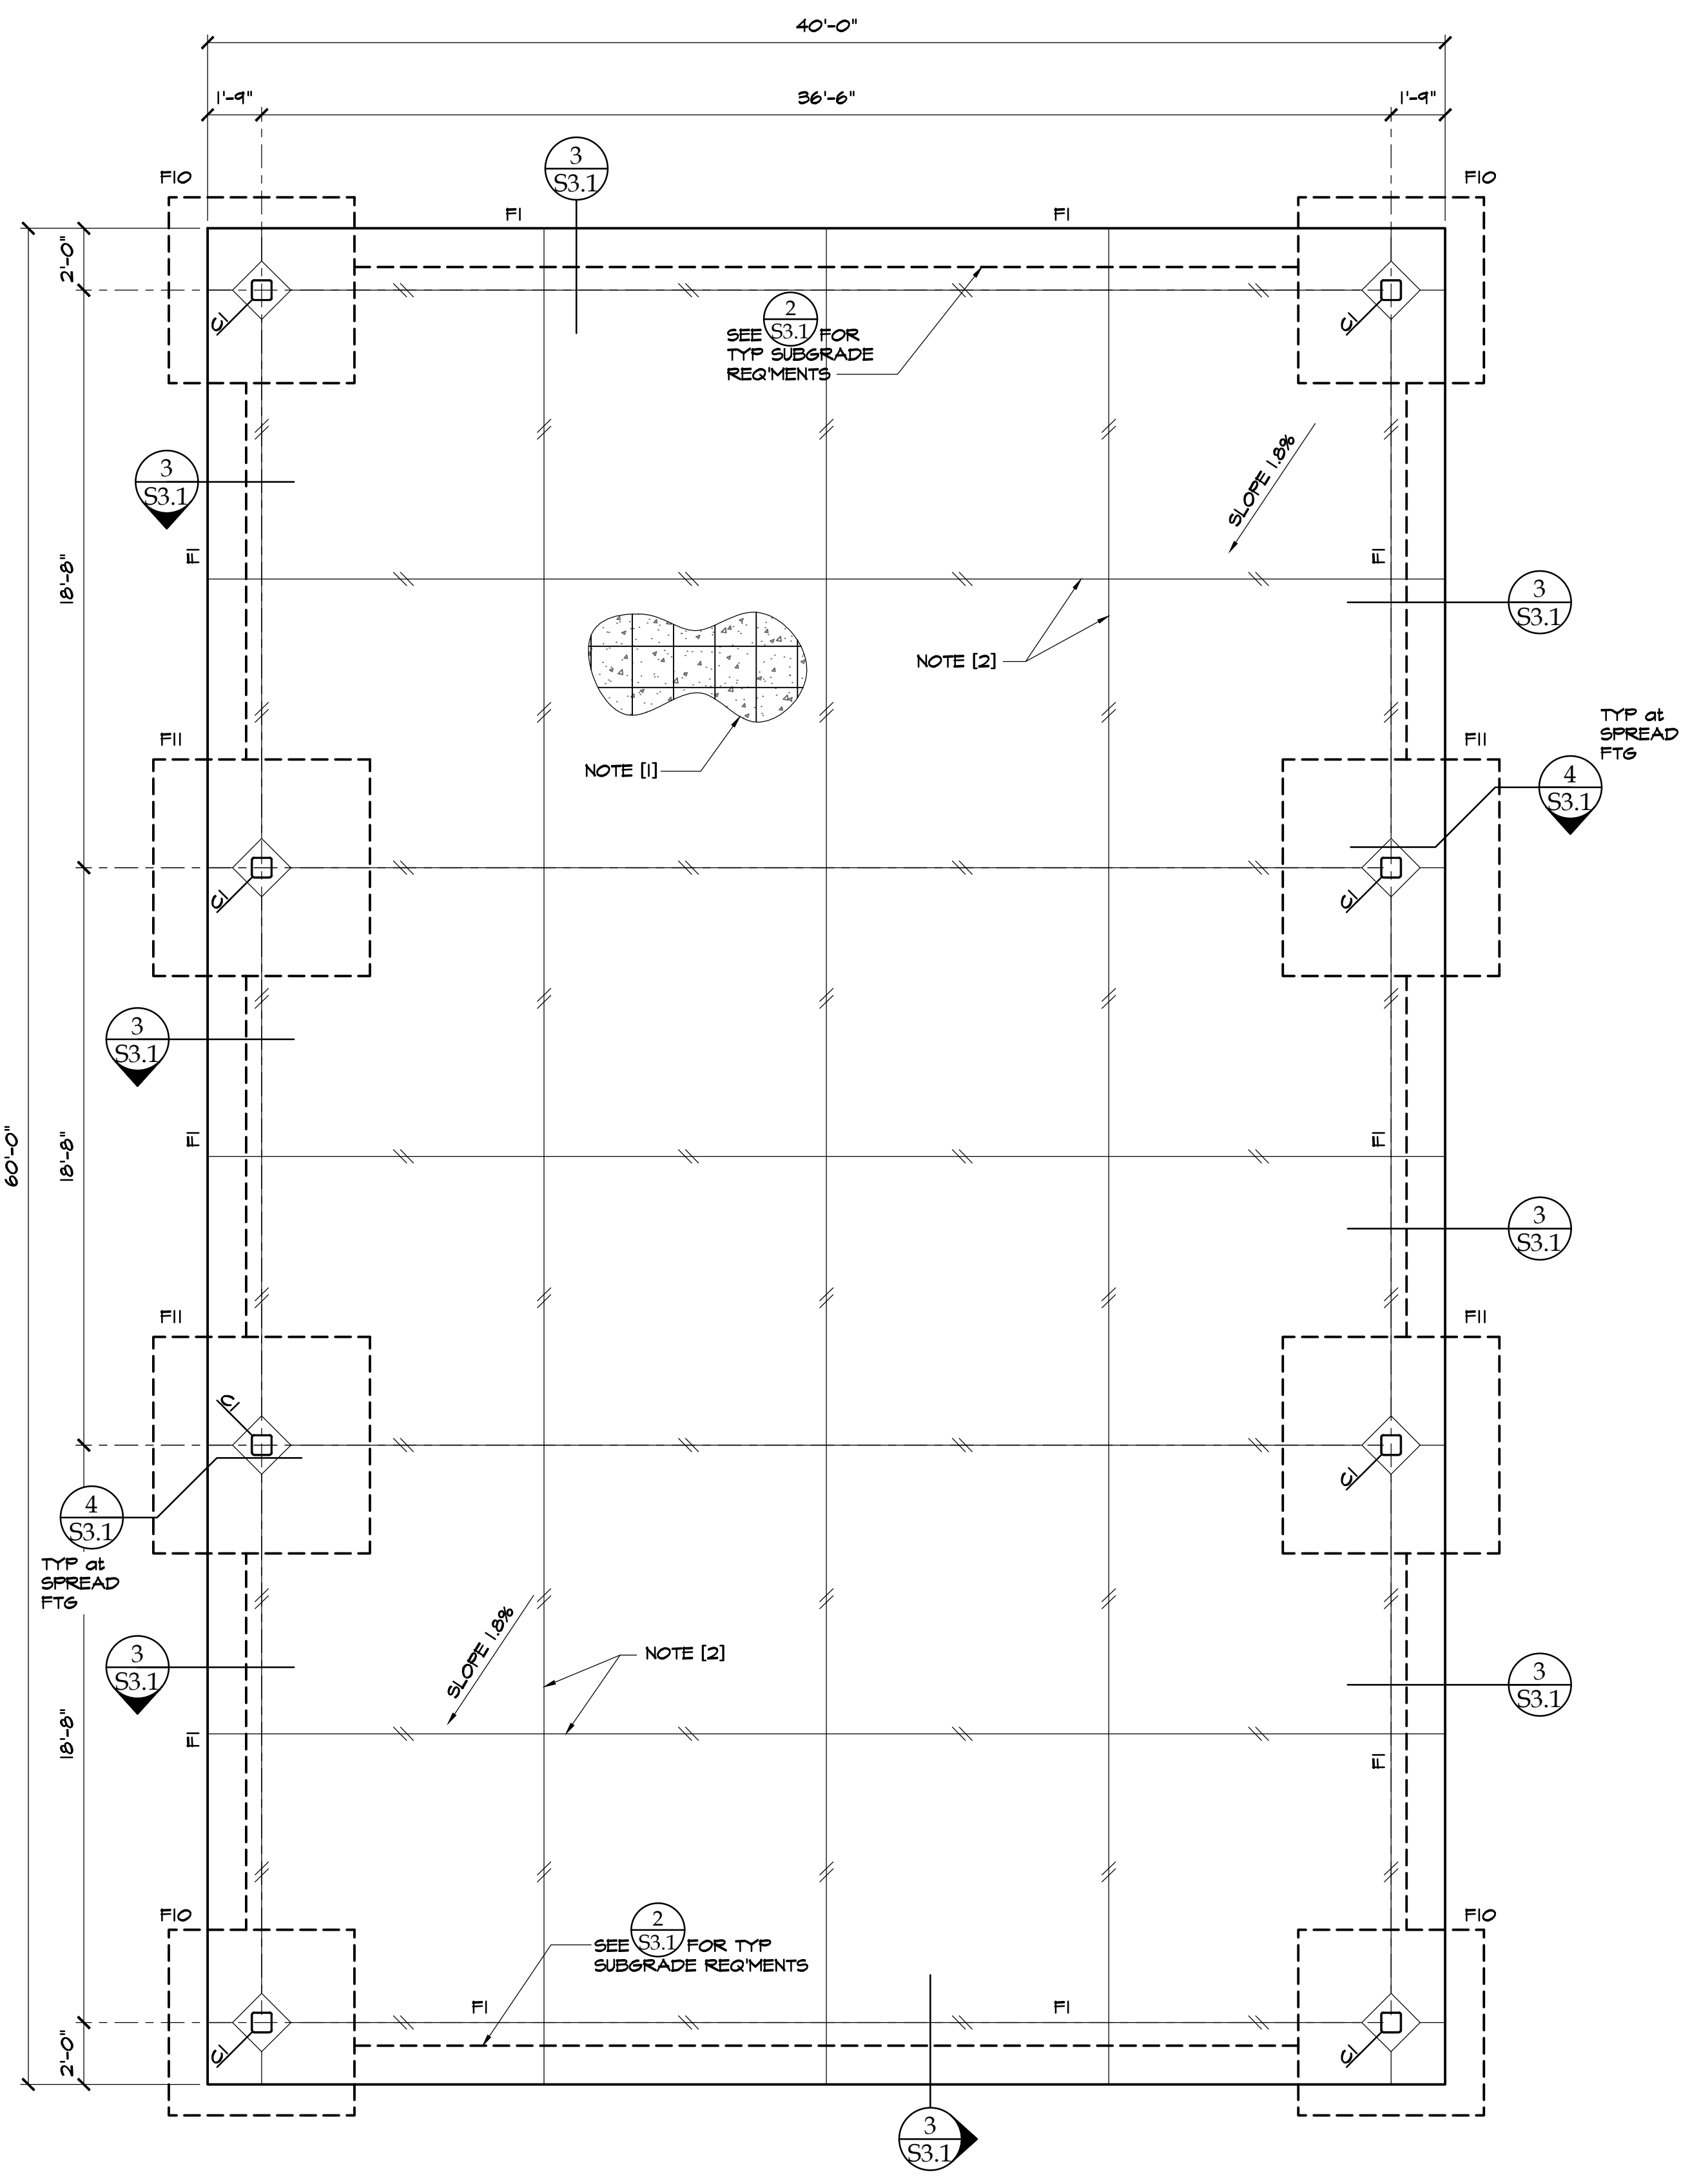 40'-0"
1'-9"
36'-6"
1'-9"
3
S3.1
F10
F10
F1
F1
2'-0"
C1
C1
2
S3.1
SEE FOR
TYP SUBGRADE
REQ'MENTS
SLOPE 1.8%
3
S3.1
18'-8"
F1
F1
3
S3.1
NOTE [2]
NOTE [1]
F11
F11
TYP at
SPREAD
FTG
4
S3.1
C1
C1
3
S3.1
60'-0"
18'-8"
F1
F1
3
S3.1
F11
F11
C1
C1
4
S3.1
TYP at
SPREAD
FTG
SLOPE 1.8%
NOTE [2]
3
S3.1
3
S3.1
18'-8"
F1
F1
F10
F10
2
S3.1
SEE FOR TYP
SUBGRADE REQ'MENTS
F1
F1
2'-0"
C1
C1
3
S3.1